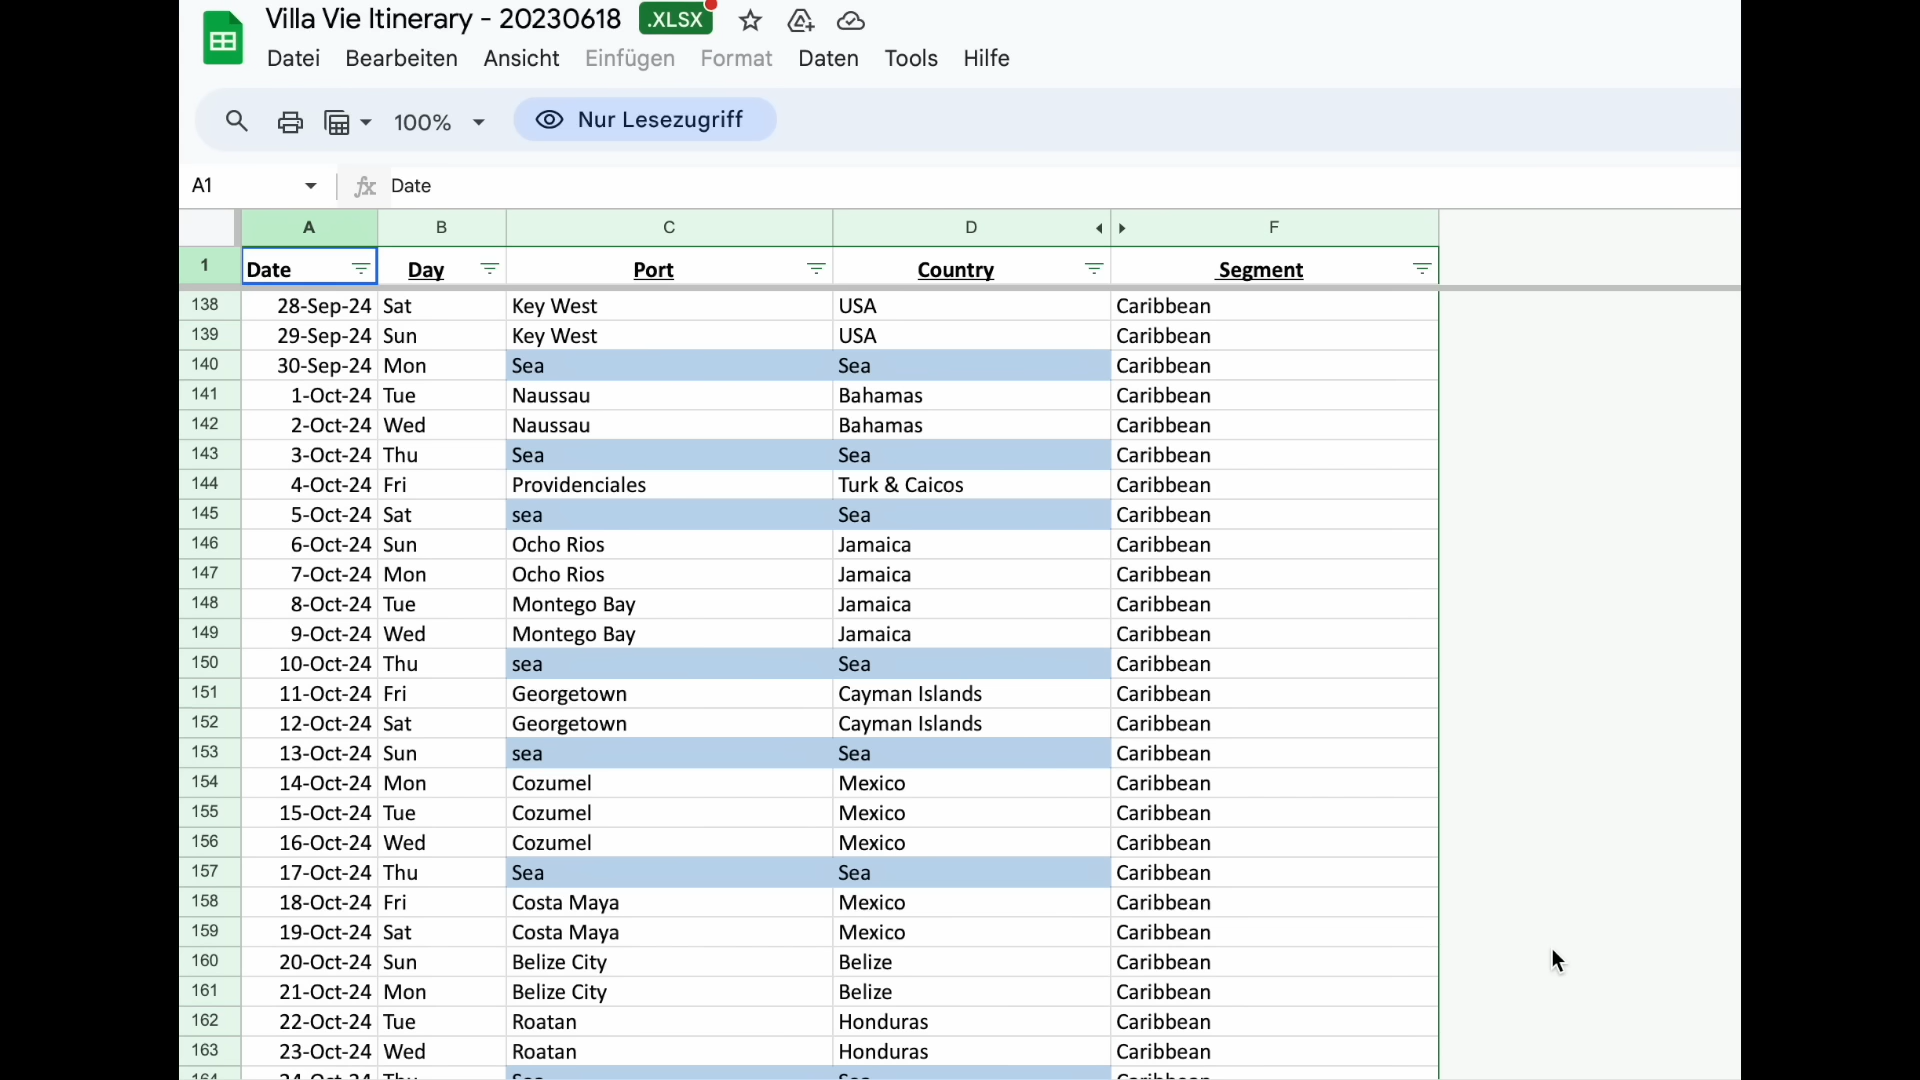 Villa Vie Itinerary - 20230618 .XLSX
Datei Bearbeiten Ansicht Einfügen Format Daten Tools Hilfe
100% Nur Lesezugriff
A1 fx Date
A B C D F
1 Date Day Port Country Segment
138 28-Sep-24 Sat Key West USA Caribbean
139 29-Sep-24 Sun Key West USA Caribbean
140 30-Sep-24 Mon Sea Sea Caribbean
141 1-Oct-24 Tue Naussau Bahamas Caribbean
142 2-Oct-24 Wed Naussau Bahamas Caribbean
143 3-Oct-24 Thu Sea Sea Caribbean
144 4-Oct-24 Fri Providenciales Turk & Caicos Caribbean
145 5-Oct-24 Sat sea Sea Caribbean
146 6-Oct-24 Sun Ocho Rios Jamaica Caribbean
147 7-Oct-24 Mon Ocho Rios Jamaica Caribbean
148 8-Oct-24 Tue Montego Bay Jamaica Caribbean
149 9-Oct-24 Wed Montego Bay Jamaica Caribbean
150 10-Oct-24 Thu sea Sea Caribbean
151 11-Oct-24 Fri Georgetown Cayman Islands Caribbean
152 12-Oct-24 Sat Georgetown Cayman Islands Caribbean
153 13-Oct-24 Sun sea Sea Caribbean
154 14-Oct-24 Mon Cozumel Mexico Caribbean
155 15-Oct-24 Tue Cozumel Mexico Caribbean
156 16-Oct-24 Wed Cozumel Mexico Caribbean
157 17-Oct-24 Thu Sea Sea Caribbean
158 18-Oct-24 Fri Costa Maya Mexico Caribbean
159 19-Oct-24 Sat Costa Maya Mexico Caribbean
160 20-Oct-24 Sun Belize City Belize Caribbean
161 21-Oct-24 Mon Belize City Belize Caribbean
162 22-Oct-24 Tue Roatan Honduras Caribbean
163 23-Oct-24 Wed Roatan Honduras Caribbean